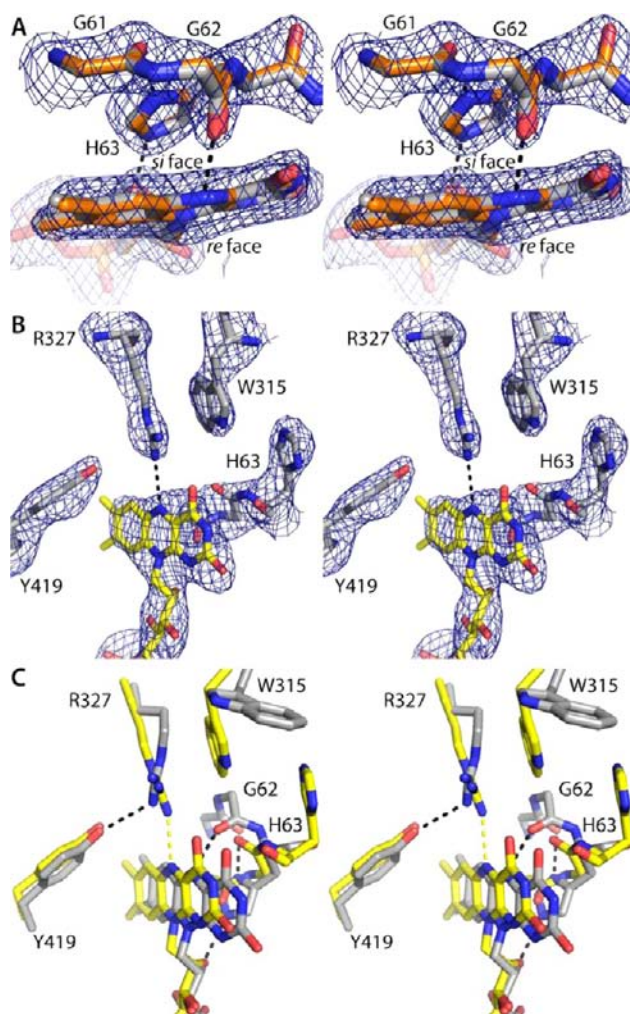 A
G61 G62 G61 G62
H63 si face H63 si face
re face re face
B
R327 R327
W315 W315
H63 H63
Y419 Y419
C
W315 W315
R327 R327
G62 G62
H63 H63
Y419 Y419